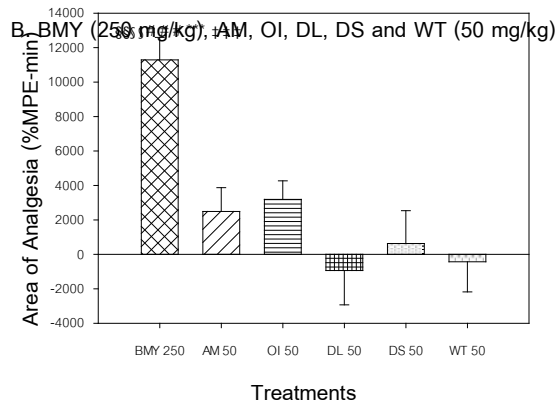 B. BMY (250 mg/kg), AM, OI, DL, DS and WT (50 mg/kg)
14000
12000
10000
8000
6000
4000
2000
0
-2000
-4000
Area of Analgesia (%MPE-min)
BMY 250 AM 50 OI 50 DL 50 DS 50 WT 50
Treatments